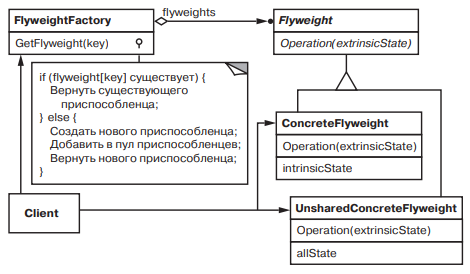 FlyweightFactory
flyweights
Flyweight
GetFlyweight(key)
Operation(extrinsicState)
if (flyweight[key] существует) {
Вернуть существующего
приспособленца;
} else {
Создать нового приспособленца;
Добавить в пул приспособленцев;
Вернуть нового приспособленца;
}
ConcreteFlyweight
Operation(extrinsicState)
intrinsicState
Client
UnsharedConcreteFlyweight
Operation(extrinsicState)
allState